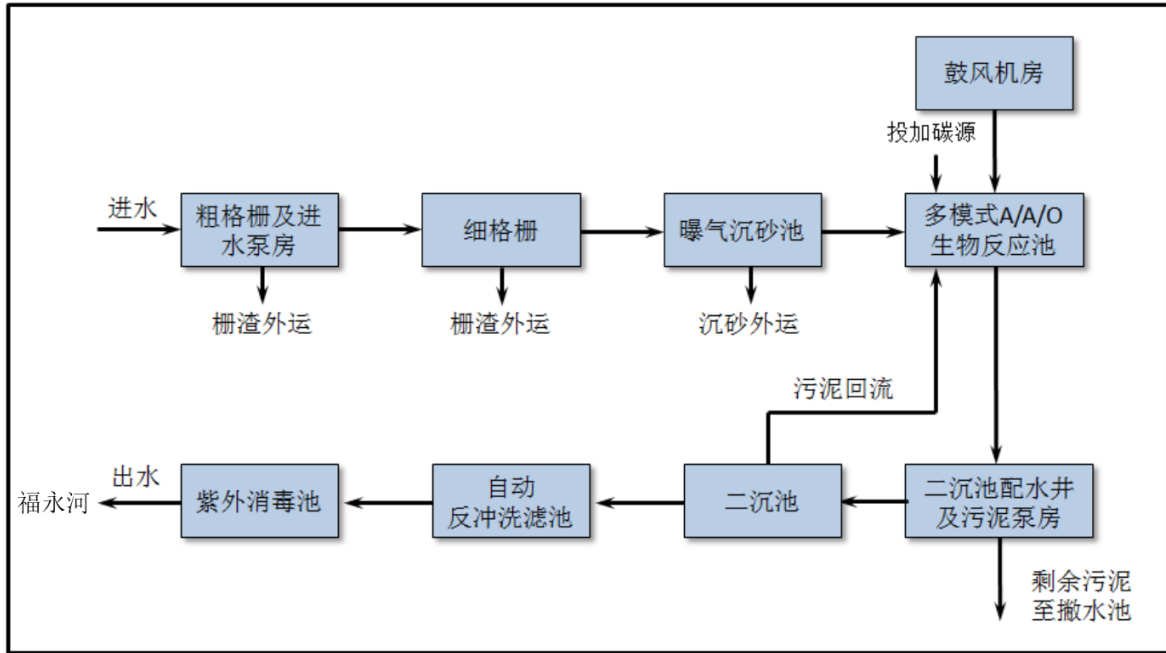 鼓风机房
投加碳源
进水
粗格栅及进
水泵房
细格栅
曝气沉砂池
多模式A/A/O
生物反应池
栅渣外运
栅渣外运
沉砂外运
污泥回流
福永河
出水
紫外消毒池
自动
反冲洗滤池
二沉池
二沉池配水井
及污泥泵房
剩余污泥
至撇水池